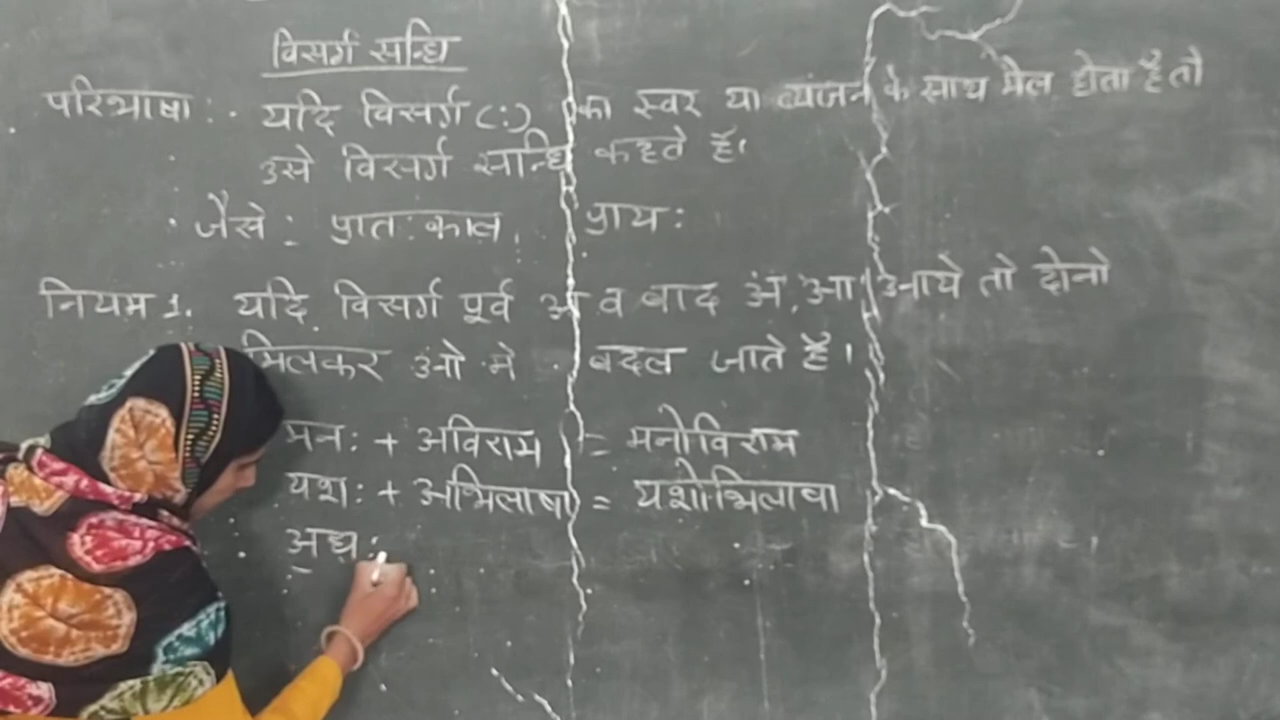 विसर्ग सन्धि
परिभाषा :- यदि विसर्ग (:) का स्वर या व्यंजन के साथ मेल होता है तो
उसे विसर्ग सन्धि कहते हैं।
जैसे : प्रात:काल, प्राय:
नियम 1. यदि विसर्ग पूर्व अ व बाद अ, आ आये तो दोनो
मिलकर ओ मे बदल जाते हैं।
मन: + अविराम = मनोविराम
यश: + अभिलाषा = यशोभिलाषा
अध: